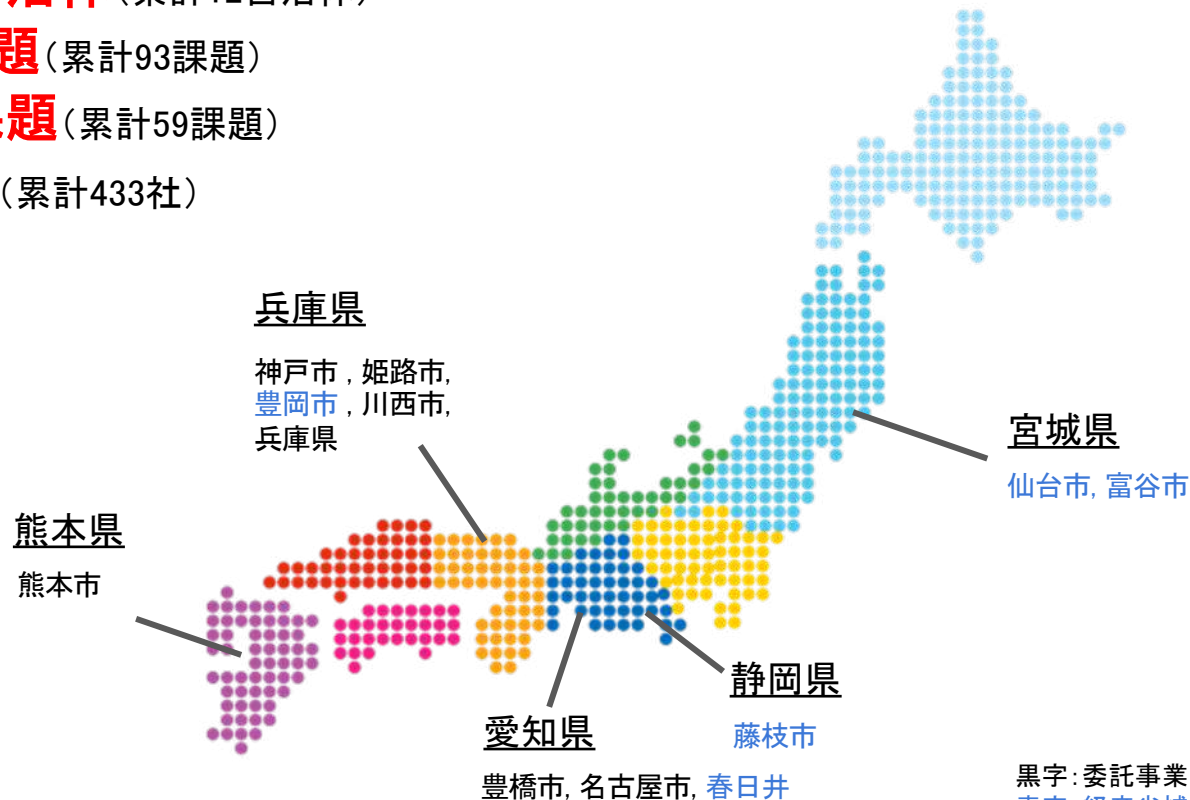 題(累計93課題)
題(累計59課題)
(累計433社)
兵庫県
神戸市 , 姫路市,
豊岡市 , 川西市,
兵庫県
宮城県
仙台市, 富谷市
熊本県
熊本市
静岡県
藤枝市
愛知県
豊橋市, 名古屋市, 春日井
黒字:委託事業